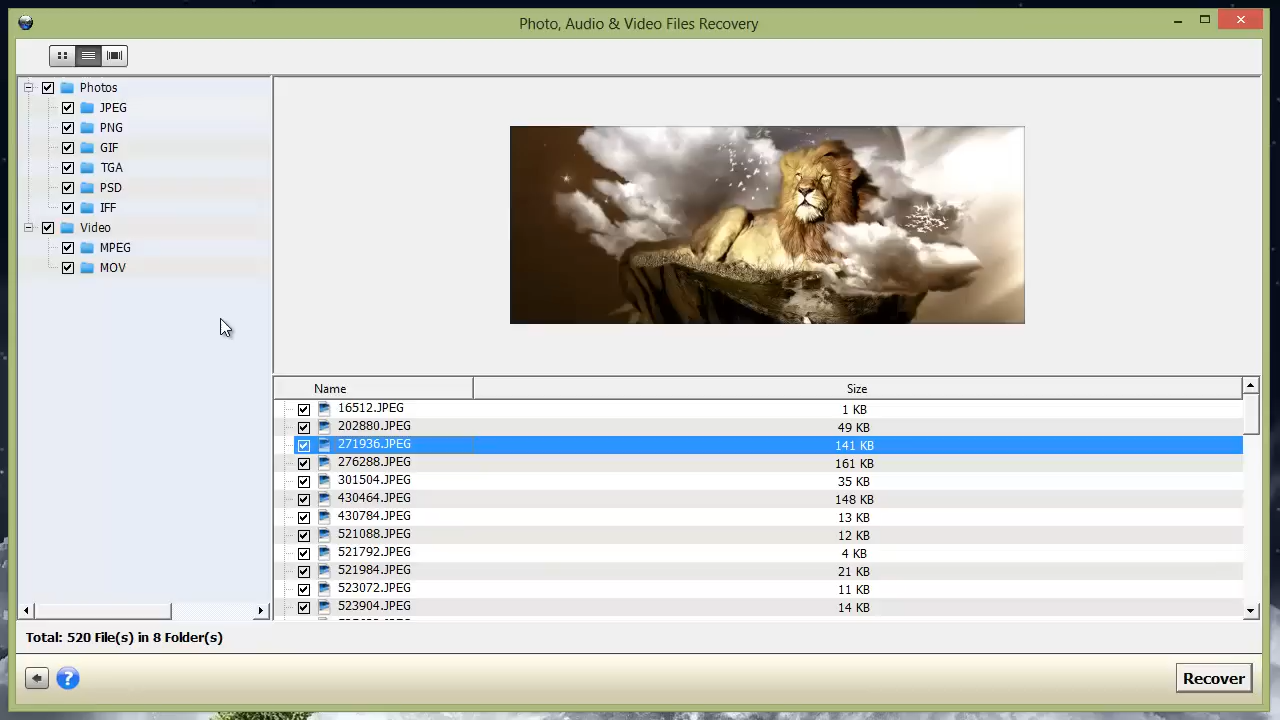 Photo, Audio & Video Files Recovery
Photos
JPEG
PNG
GIF
TGA
PSD
IFF
Video
MPEG
MOV
Name Size
16512.JPEG 1 KB
202880.JPEG 49 KB
271936.JPEG 141 KB
276288.JPEG 161 KB
301504.JPEG 35 KB
430464.JPEG 148 KB
430784.JPEG 13 KB
521088.JPEG 12 KB
521792.JPEG 4 KB
521984.JPEG 21 KB
523072.JPEG 11 KB
523904.JPEG 14 KB
Total: 520 File(s) in 8 Folder(s)
?
Recover